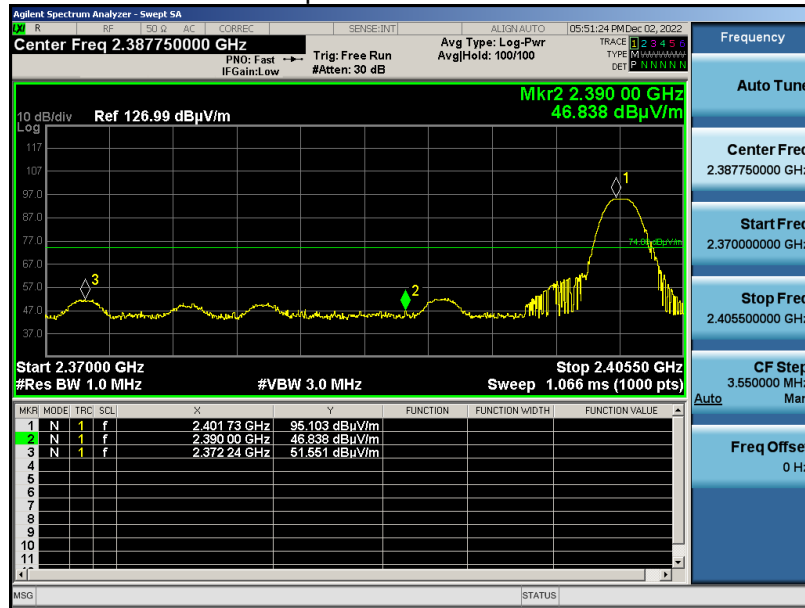 Agilent Spectrum Analyzer - Swept SA
LXI R RF 50 Ω AC CORREC SENSE:INT ALIGN AUTO 05:51:24 PM Dec 02, 2022
Center Freq 2.387750000 GHz
PNO: Fast
IFGain:Low
Trig: Free Run
#Atten: 30 dB
Avg Type: Log-Pwr
Avg|Hold: 100/100
TRACE 1 2 3 4 5 6
TYPE M
DET P N N N N N
Mkr2 2.390 00 GHz
46.838 dBµV/m
10 dB/div Ref 126.99 dBµV/m
Log
117
107
97.0
87.0
77.0
67.0
57.0
47.0
37.0
1
2
3
Start 2.37000 GHz Stop 2.40550 GHz
#Res BW 1.0 MHz #VBW 3.0 MHz Sweep 1.066 ms (1000 pts)
MKR MODE TRC SCL X Y FUNCTION FUNCTION WIDTH FUNCTION VALUE
1 N 1 f 2.401 73 GHz 95.103 dBµV/m
2 N 1 f 2.390 00 GHz 46.838 dBµV/m
3 N 1 f 2.372 24 GHz 51.551 dBµV/m
4
5
6
7
8
9
10
11
MSG STATUS
Frequency
Auto Tune
Center Freq
2.387750000 GHz
Start Freq
2.370000000 GHz
Stop Freq
2.405500000 GHz
CF Step
3.550000 MHz
Auto Man
Freq Offset
0 Hz